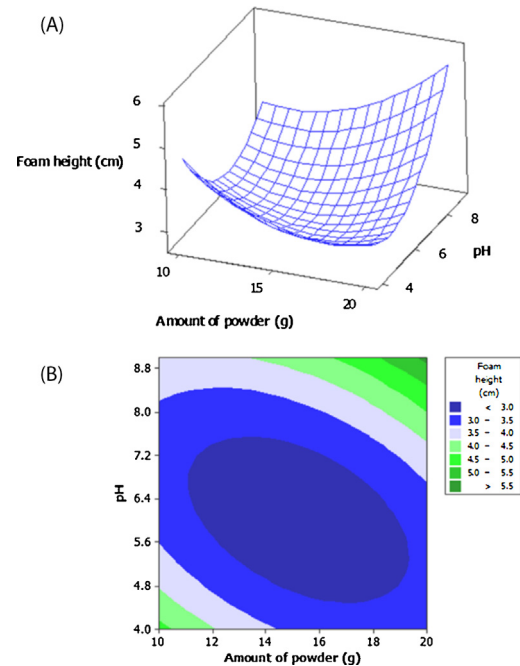 (A)
6
5
Foam height (cm)
4
3
10
15
20
Amount of powder (g)
4
6
8
pH
(B)
8.8
8.0
7.2
6.4
5.6
4.8
4.0
pH
10 12 14 16 18 20
Amount of powder (g)
Foam
height
(cm)
< 3.0
3.0 – 3.5
3.5 – 4.0
4.0 – 4.5
4.5 – 5.0
5.0 – 5.5
> 5.5